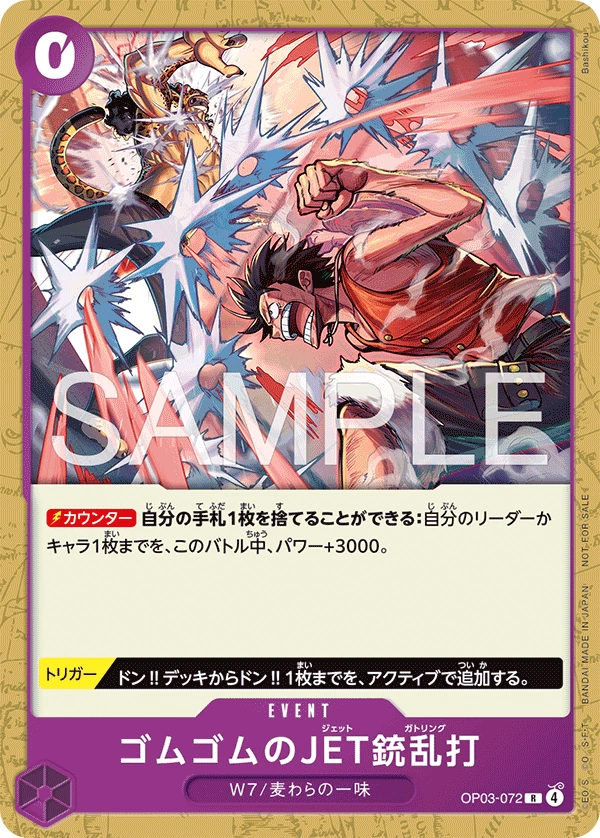 0
Bashikou
SAMPLE
カウンター 自分の手札1枚を捨てることができる：自分のリーダーか
キャラ1枚までを、このバトル中、パワー+3000。
トリガー ドン!!デッキからドン!!1枚までを、アクティブで追加する。
EVENT
ゴムゴムのJET銃乱打
W7/麦わらの一味
OP03-072 R 4
BANDAI MADE IN JAPAN NOT FOR SALE